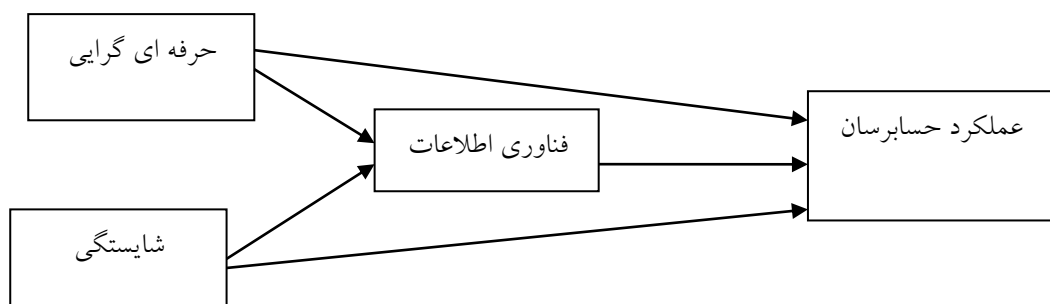 حرفه ای گرایی
فناوری اطلاعات
عملکرد حسابرسان
شایستگی